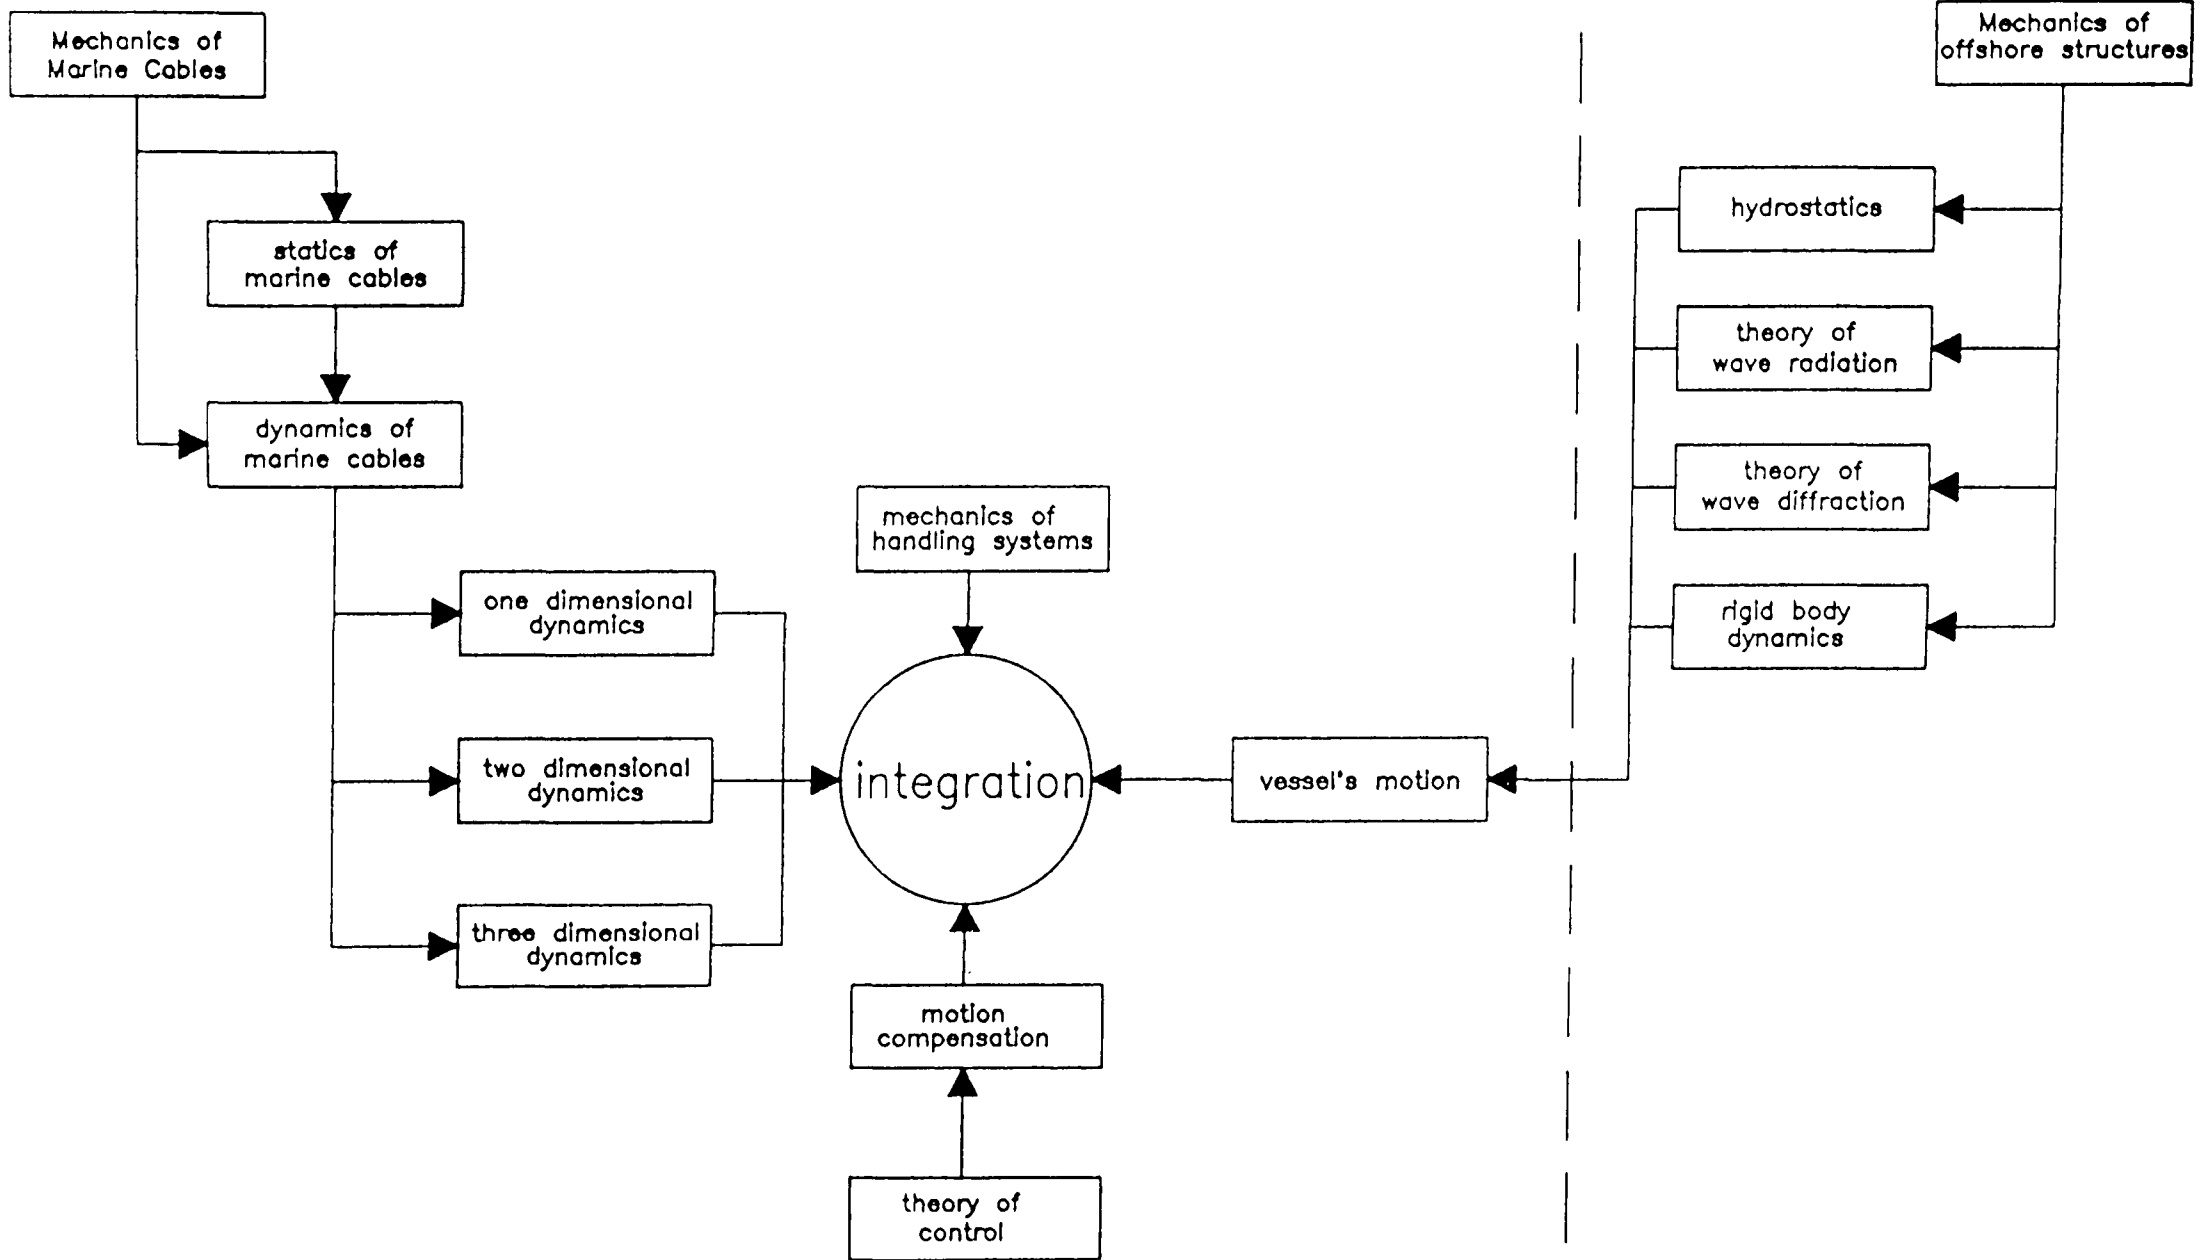 Mechanics of
Marine Cables
statics of
marine cables
dynamics of
marine cables
one dimensional
dynamics
two dimensional
dynamics
three dimensional
dynamics
mechanics of
handling systems
integration
motion
compensation
theory of
control
vessel's motion
Mechanics of
offshore structures
hydrostatics
theory of
wave radiation
theory of
wave diffraction
rigid body
dynamics